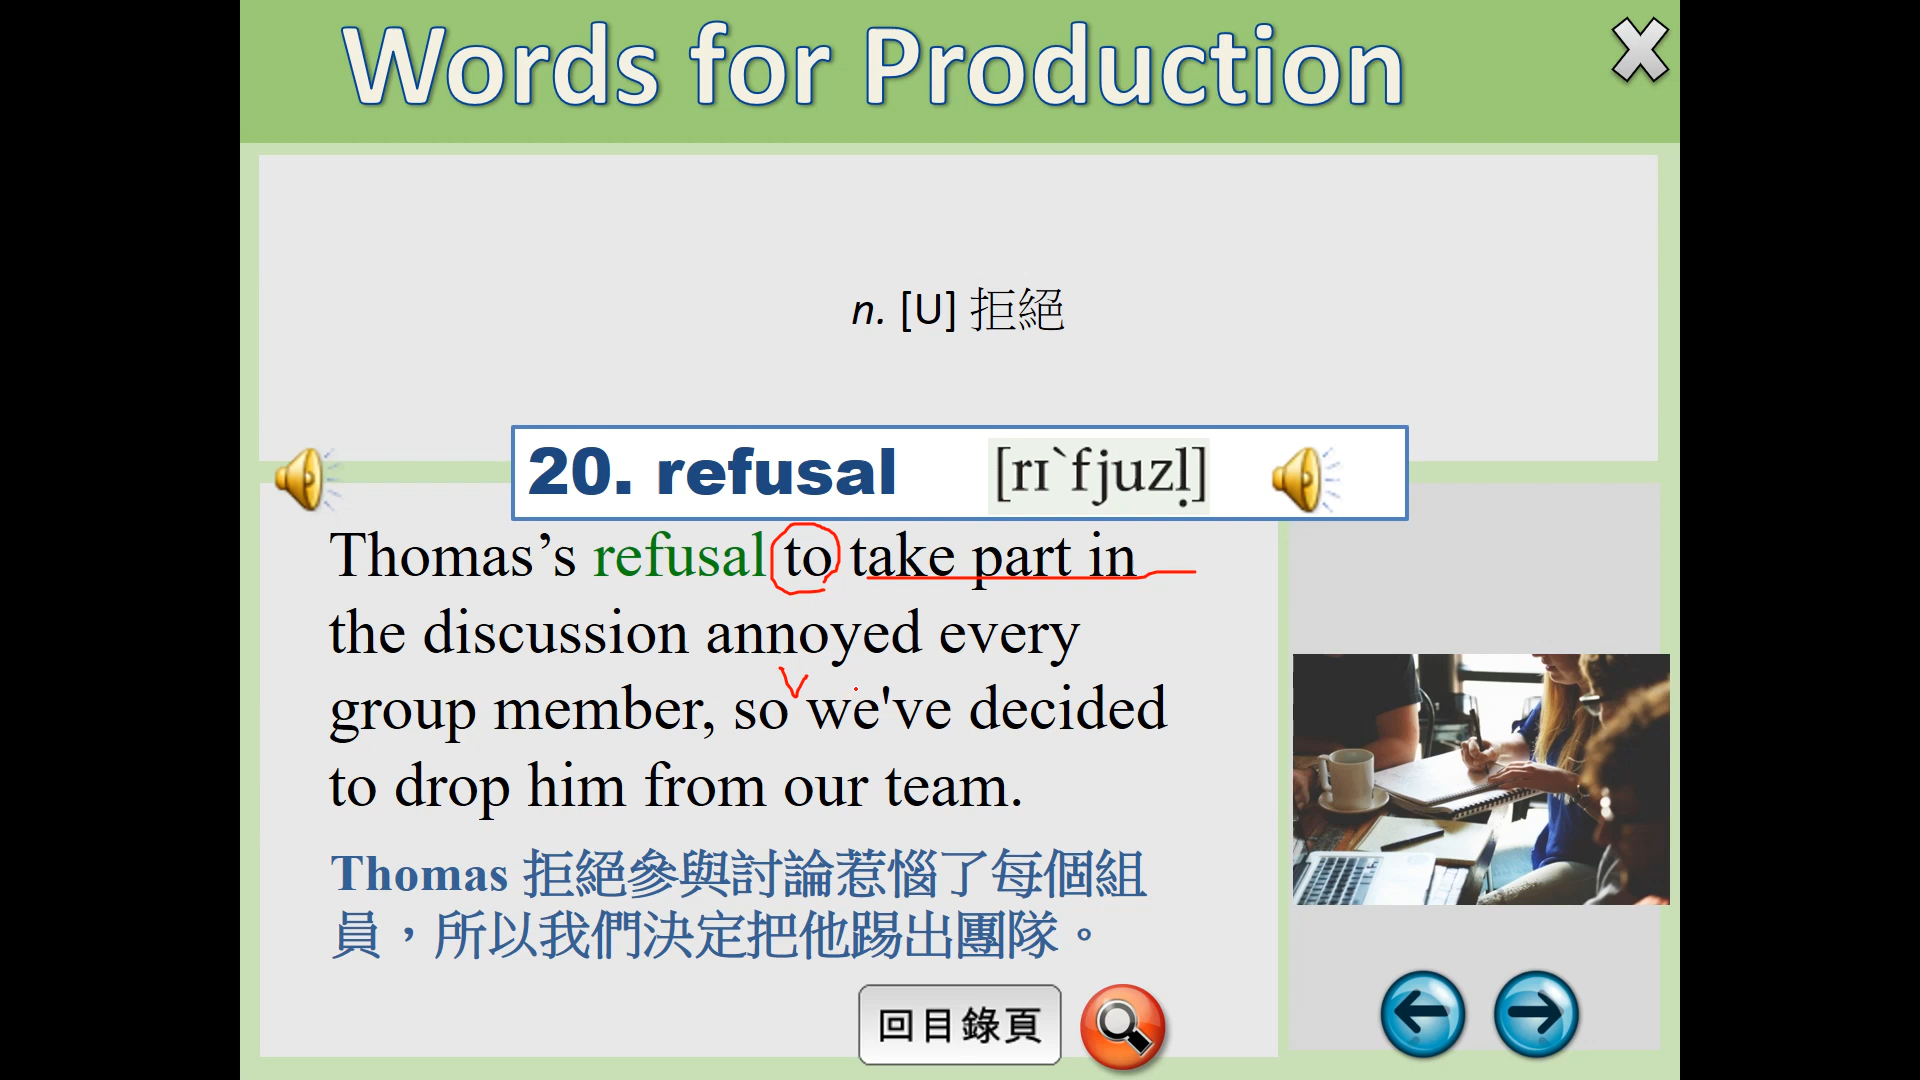 Words for Production
n. [U] 拒絕
20. refusal [rɪˋfjuzḷ]
Thomas’s refusal to take part in
the discussion annoyed every
group member, so we've decided
to drop him from our team.
Thomas 拒絕參與討論惹惱了每個組
員，所以我們決定把他踢出團隊。
回目錄頁